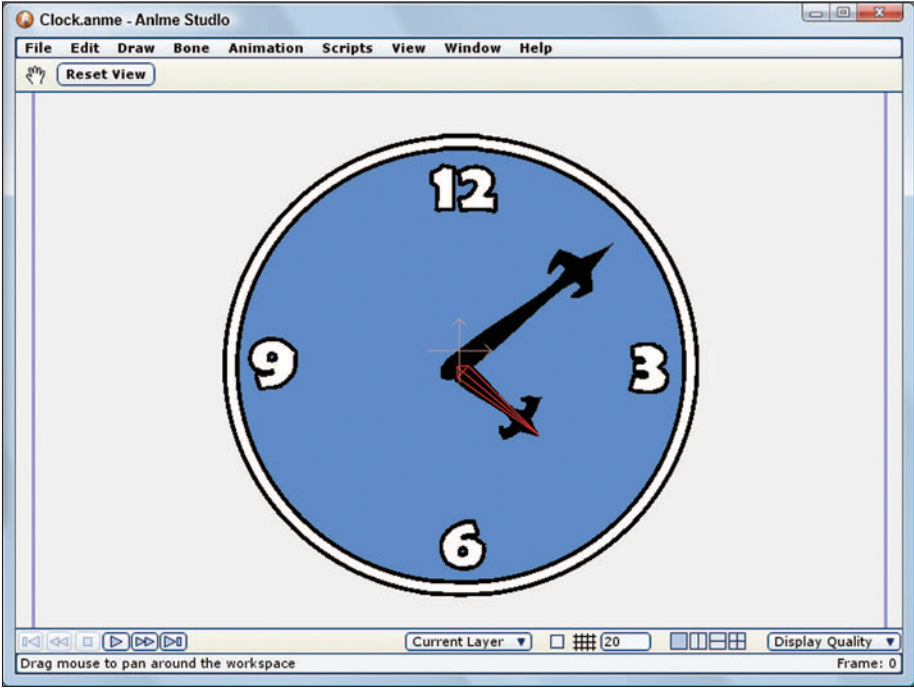 Clock.anme - AnIme StudIo
File Edit Draw Bone Animation Scripts View Window Help
Reset View
12
9
3
6
Current Layer 20 Display Quality
Drag mouse to pan around the workspace Frame: 0